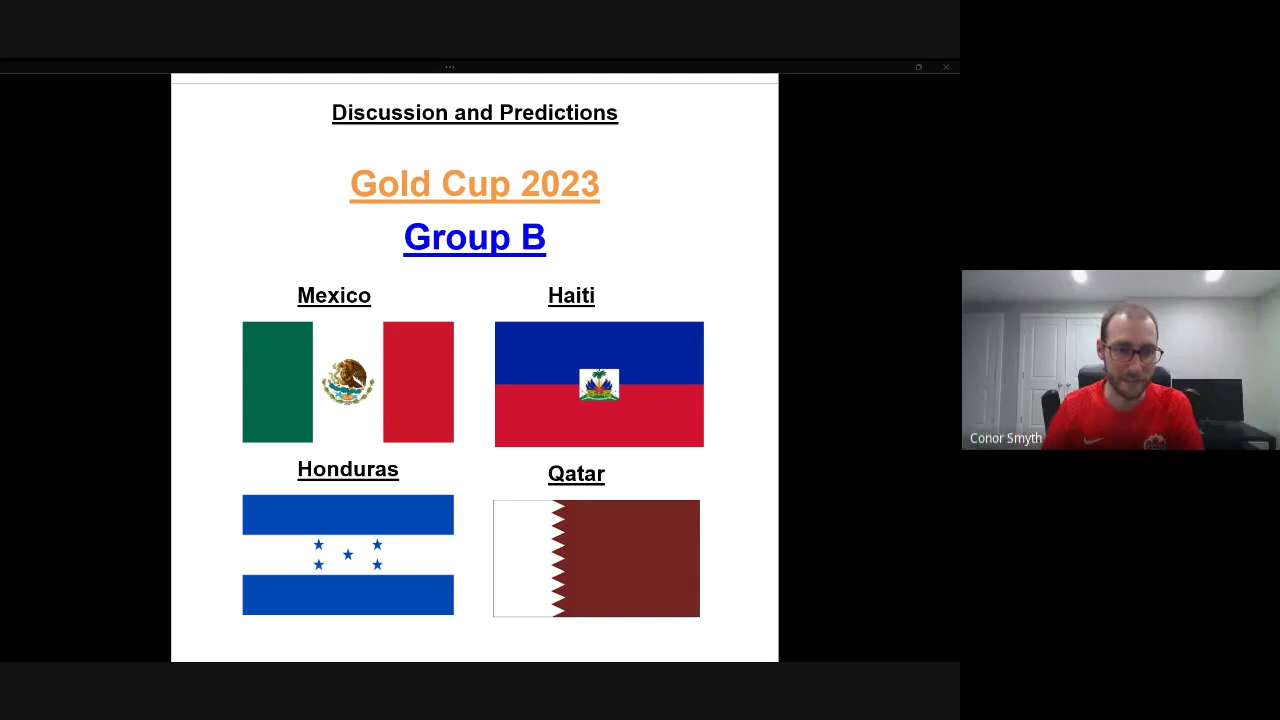 Discussion and Predictions
Gold Cup 2023
Group B
Mexico
Haiti
Honduras
Qatar
Conor Smyth